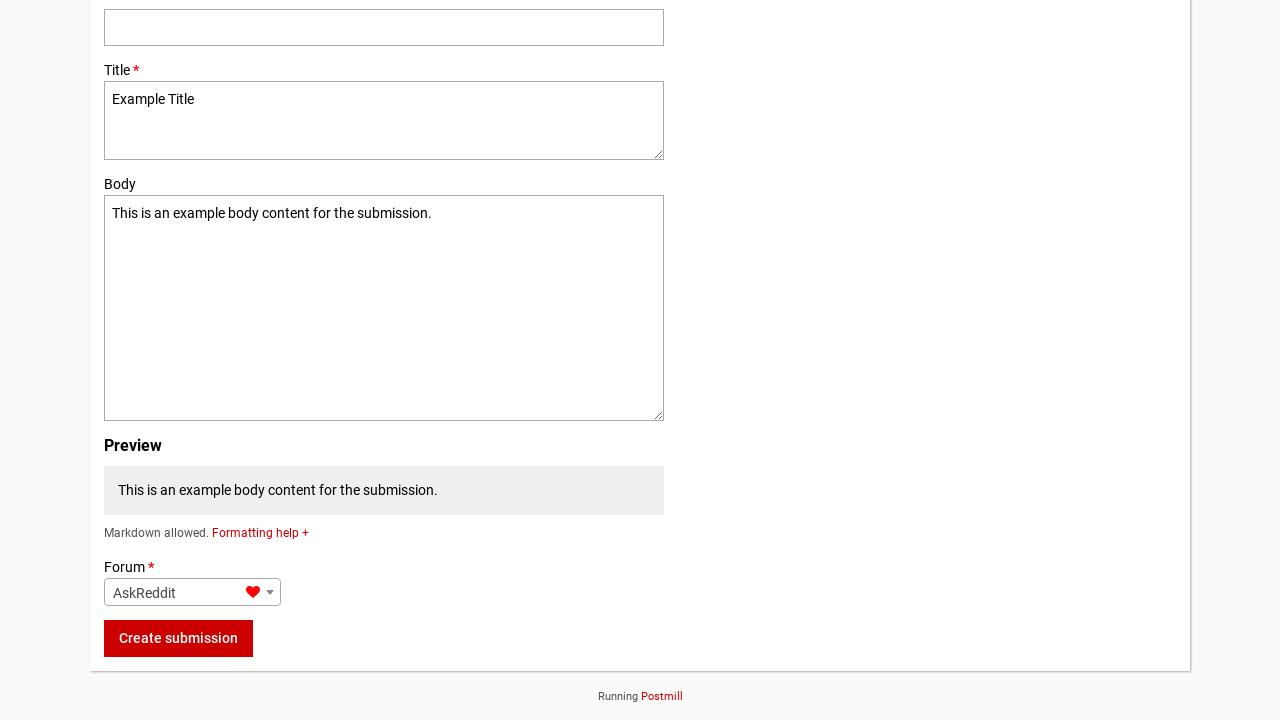 Title *
Example Title
Body
This is an example body content for the submission.
Preview
This is an example body content for the submission.
Markdown allowed. Formatting help +
Forum *
AskReddit
Create submission
Running Postmill